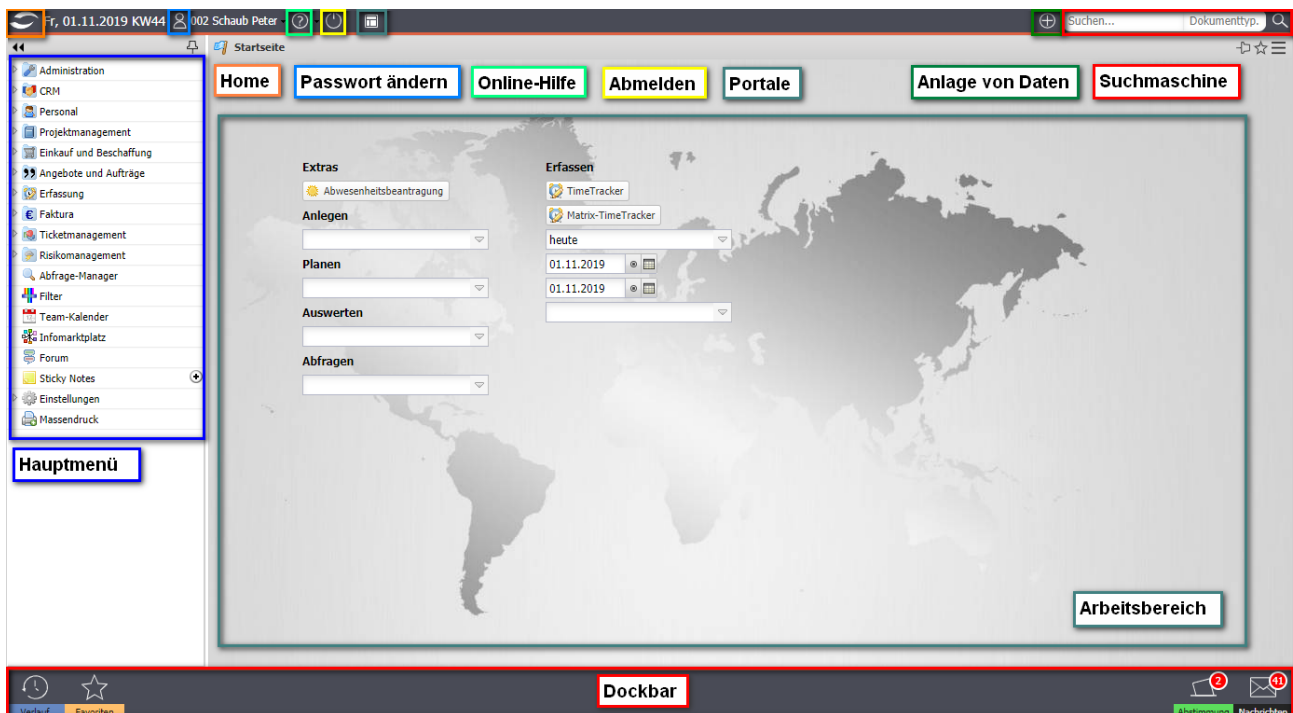 Fr, 01.11.2019 KW44 002 Schaub Peter
Suchen... Dokumenttyp.
Startseite
Home Passwort ändern Online-Hilfe Abmelden Portale Anlage von Daten Suchmaschine
Administration
CRM
Personal
Projektmanagement
Einkauf und Beschaffung
Angebote und Aufträge
Erfassung
Faktura
Ticketmanagement
Risikomanagement
Abfrage-Manager
Filter
Team-Kalender
Infomarktplatz
Forum
Sticky Notes
Einstellungen
Massendruck
Hauptmenü
Extras
Abwesenheitsbeantragung
Anlegen
Planen
Auswerten
Abfragen
Erfassen
TimeTracker
Matrix-TimeTracker
heute
01.11.2019
01.11.2019
Arbeitsbereich
Dockbar
Verlauf Favoriten
2 41
Abstimmung Nachrichten